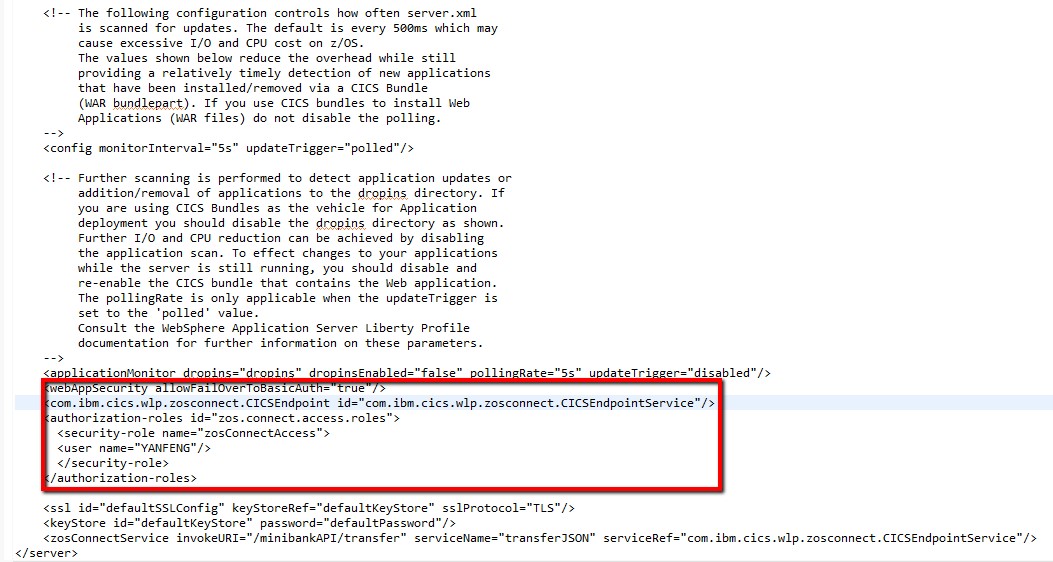 <!-- The following configuration controls how often server.xml
is scanned for updates. The default is every 500ms which may
cause excessive I/O and CPU cost on z/OS.
The values shown below reduce the overhead while still
providing a relatively timely detection of new applications
that have been installed/removed via a CICS Bundle
(WAR bundlepart). If you use CICS bundles to install Web
Applications (WAR files) do not disable the polling.
-->
<config monitorInterval="5s" updateTrigger="polled"/>
<!-- Further scanning is performed to detect application updates or
addition/removal of applications to the dropins directory. If
you are using CICS Bundles as the vehicle for Application
deployment you should disable the dropins directory as shown.
Further I/O and CPU reduction can be achieved by disabling
the application scan. To effect changes to your applications
while the server is still running, you should disable and
re-enable the CICS bundle that contains the Web application.
The pollingRate is only applicable when the updateTrigger is
set to the 'polled' value.
Consult the WebSphere Application Server Liberty Profile
documentation for further information on these parameters.
-->
<applicationMonitor dropins="dropins" dropinsEnabled="false" pollingRate="5s" updateTrigger="disabled"/>
<webAppSecurity allowFailOverToBasicAuth="true"/>
<com.ibm.cics.wlp.zosconnect.CICSEndpoint id="com.ibm.cics.wlp.zosconnect.CICSEndpointService"/>
<authorization-roles id="zos.connect.access.roles">
<security-role name="zosConnectAccess">
<user name="YANFENG"/>
</security-role>
</authorization-roles>
<ssl id="defaultSSLConfig" keyStoreRef="defaultKeyStore" sslProtocol="TLS"/>
<keyStore id="defaultKeyStore" password="defaultPassword"/>
<zosConnectService invokeURI="/minibankAPI/transfer" serviceName="transferJSON" serviceRef="com.ibm.cics.wlp.zosconnect.CICSEndpointService"/>
</server>